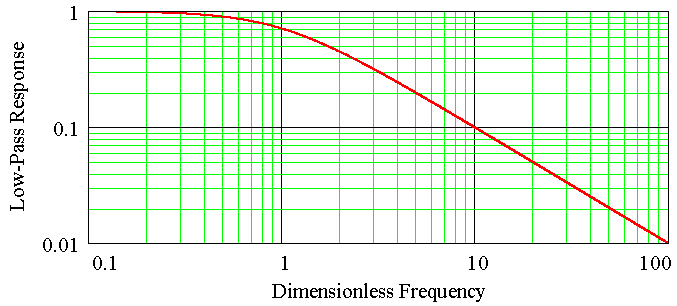 1
Low-Pass Response
0.1
0.01
0.1 1 10 100
Dimensionless Frequency